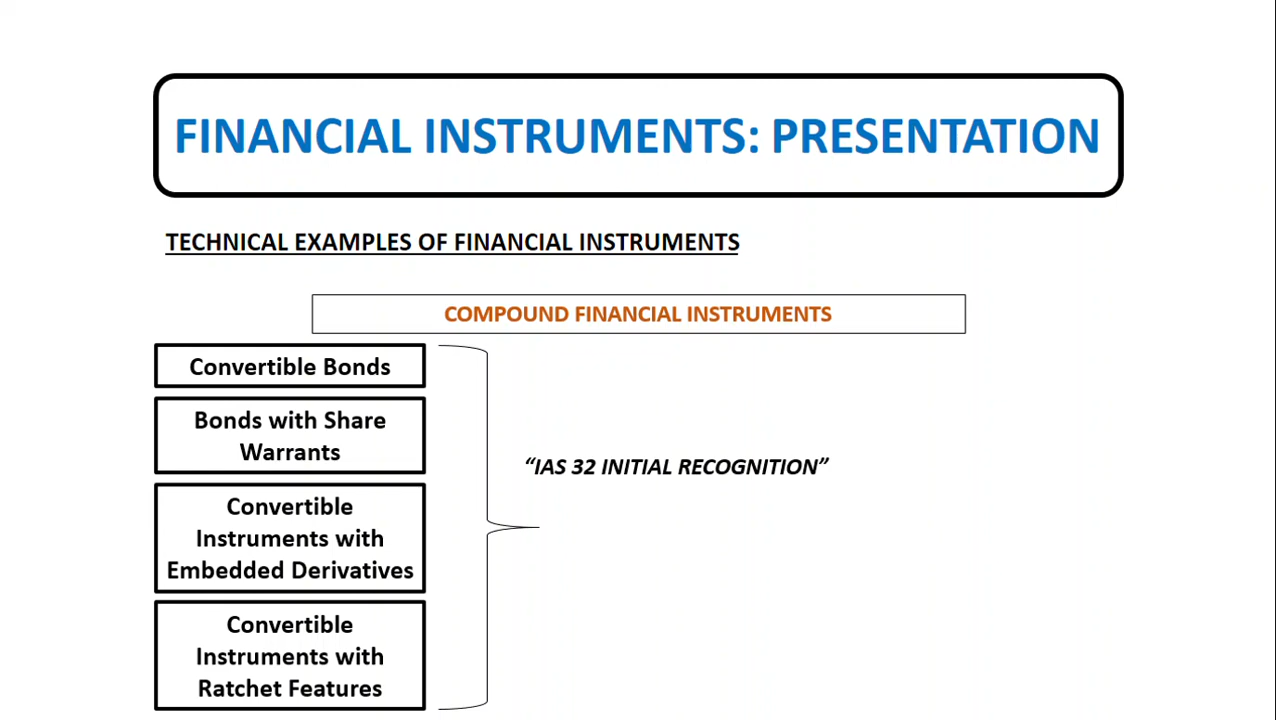 FINANCIAL INSTRUMENTS: PRESENTATION
TECHNICAL EXAMPLES OF FINANCIAL INSTRUMENTS
COMPOUND FINANCIAL INSTRUMENTS
Convertible Bonds
Bonds with Share
Warrants
Convertible
Instruments with
Embedded Derivatives
Convertible
Instruments with
Ratchet Features
“IAS 32 INITIAL RECOGNITION”